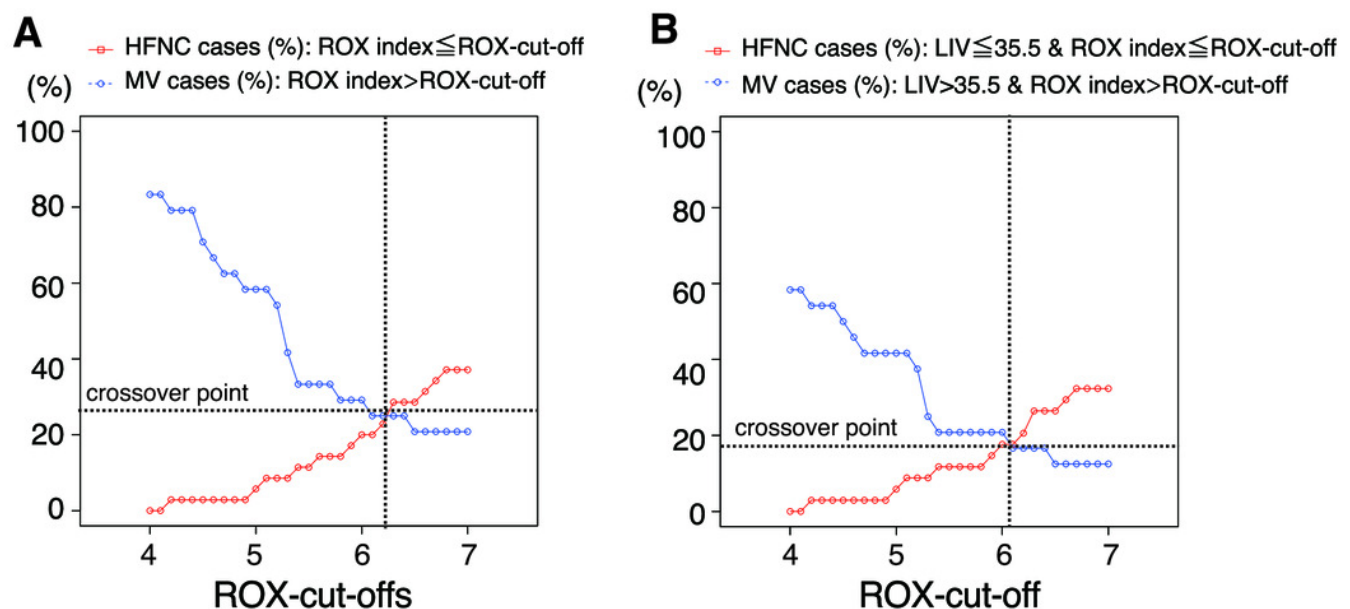 A
HFNC cases (%): ROX index≦ROX-cut-off
MV cases (%): ROX index>ROX-cut-off
(%)
100
80
60
40
20
0
crossover point
4 5 6 7
ROX-cut-offs
B
HFNC cases (%): LIV≦35.5 & ROX index≦ROX-cut-off
MV cases (%): LIV>35.5 & ROX index>ROX-cut-off
(%)
100
80
60
40
20
0
crossover point
4 5 6 7
ROX-cut-off